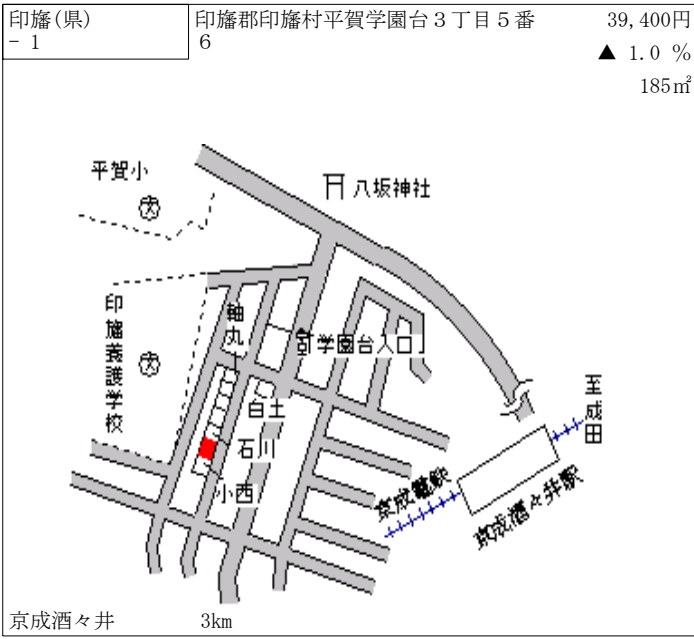 印旛(県)
- 1
印旛郡印旛村平賀学園台３丁目５番
6
39,400円
▲ 1.0 %
185㎡
平賀小
八坂神社
印旛養護学校
軸丸
学園台入口
白土
石川
小西
至成田
京成電鉄
京成酒々井駅
京成酒々井
3km